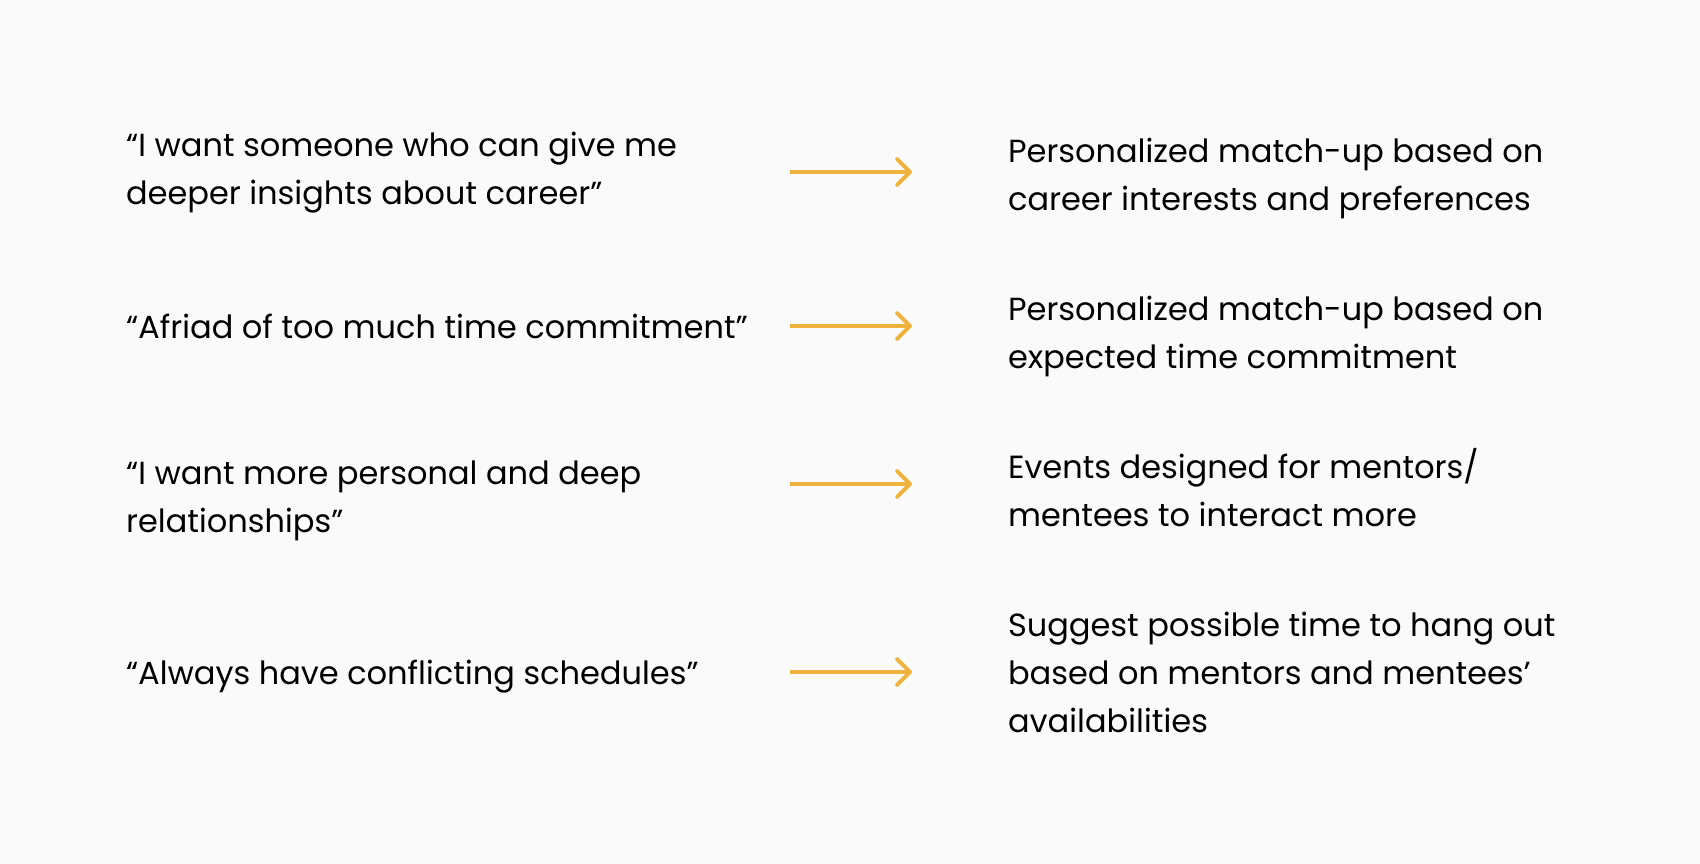 “I want someone who can give me
deeper insights about career”
Personalized match-up based on
career interests and preferences
“Afriad of too much time commitment”
Personalized match-up based on
expected time commitment
“I want more personal and deep
relationships”
Events designed for mentors/
mentees to interact more
“Always have conflicting schedules”
Suggest possible time to hang out
based on mentors and mentees’
availabilities